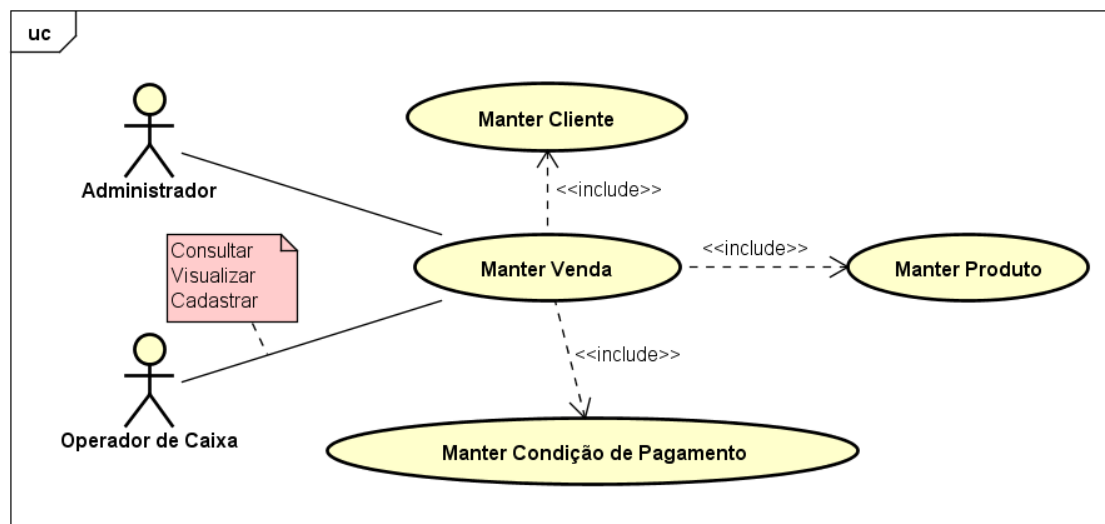 uc
Manter Cliente
Administrador
<<include>>
Consultar
Visualizar
Cadastrar
<<include>>
Manter Venda
Manter Produto
<<include>>
Operador de Caixa
Manter Condição de Pagamento